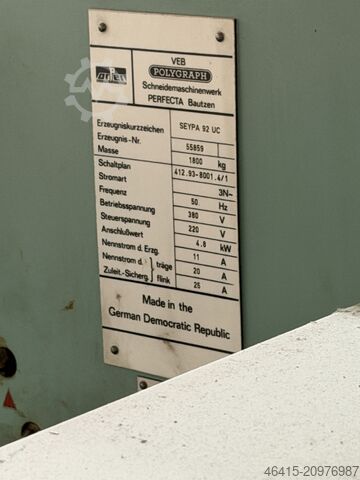 VEB
POLYGRAPH
Schneidemaschinenwerk
PERFECTA Bautzen
Erzeugniskurzzeichen SEYPA 92 UC
Erzeugnis-Nr. 55859
Masse 1800 kg
Schaltplan 412.93-8001.4/1
Stromart 3N~
Frequenz 50 Hz
Betriebsspannung 380 V
Steuerspannung 220 V
Anschlußwert 4.8 kW
Nennstrom d. Erzg. 11 A
Nennstrom d. } träge 20 A
Zuleit.-Sicherg. } flink 25 A
Made in the
German Democratic Republic
46415-20976987